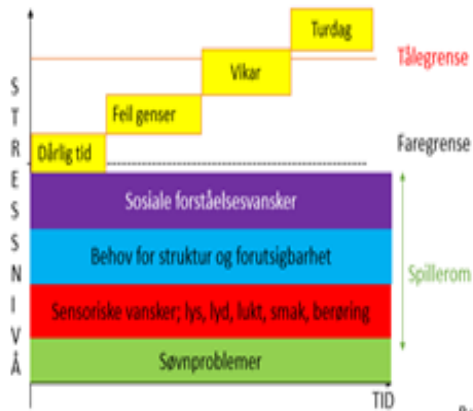 Turdag
Tålegrense
Vikar
Feil genser
Dårlig tid
Faregrense
STRESSNIVÅ
Sosiale forståelsesvansker
Behov for struktur og forutsigbarhet
Spillerom
Sensoriske vansker; lys, lyd, lukt, smak, berøring
Søvnproblemer
TID